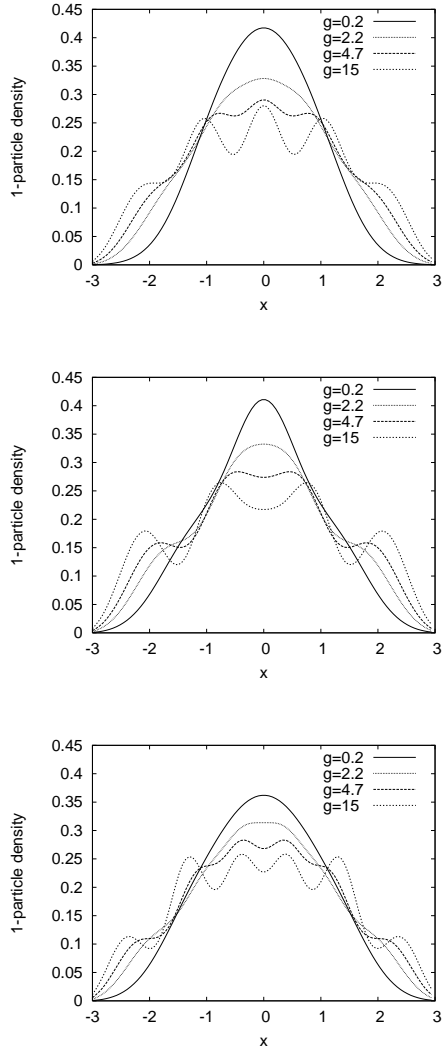 0.45
0.4
0.35
0.3
0.25
0.2
0.15
0.1
0.05
0
1-particle density
g=0.2
g=2.2
g=4.7
g=15
-3 -2 -1 0 1 2 3
x
0.45
0.4
0.35
0.3
0.25
0.2
0.15
0.1
0.05
0
1-particle density
g=0.2
g=2.2
g=4.7
g=15
-3 -2 -1 0 1 2 3
x
0.45
0.4
0.35
0.3
0.25
0.2
0.15
0.1
0.05
0
1-particle density
g=0.2
g=2.2
g=4.7
g=15
-3 -2 -1 0 1 2 3
x